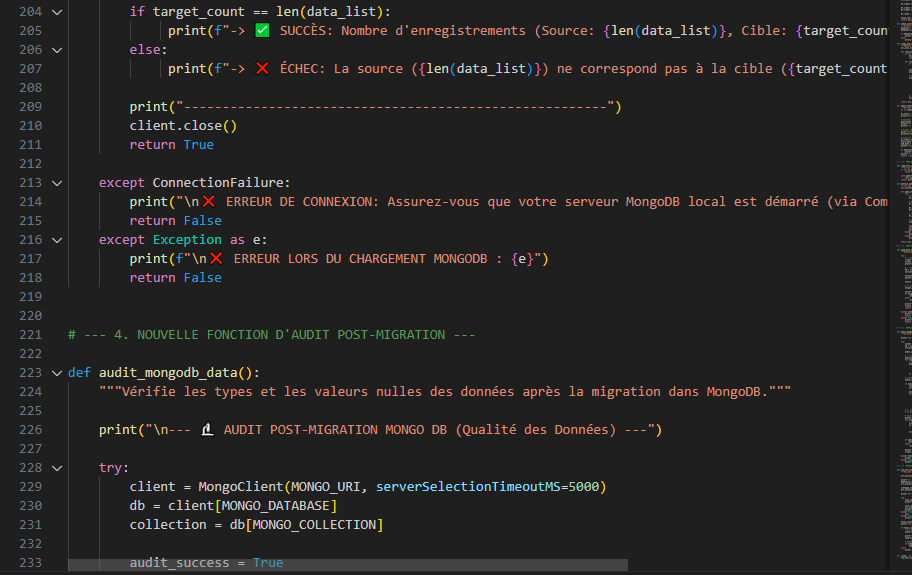 204 if target_count == len(data_list):
205 print(f"-> ✅ SUCCÈS: Nombre d'enregistrements (Source: {len(data_list)}, Cible: {target_coun
206 else:
207 print(f"-> ❌ ÉCHEC: La source ({len(data_list)}) ne correspond pas à la cible ({target_count
208
209 print("-------------------------------------------------------")
210 client.close()
211 return True
212
213 except ConnectionFailure:
214 print("\n❌ ERREUR DE CONNEXION: Assurez-vous que votre serveur MongoDB local est démarré (via Com
215 return False
216 except Exception as e:
217 print(f"\n❌ ERREUR LORS DU CHARGEMENT MONGODB : {e}")
218 return False
219
220
221 # --- 4. NOUVELLE FONCTION D'AUDIT POST-MIGRATION ---
222
223 def audit_mongodb_data():
224 """Vérifie les types et les valeurs nulles des données après la migration dans MongoDB."""
225
226 print("\n--- 🔬 AUDIT POST-MIGRATION MONGO DB (Qualité des Données) ---")
227
228 try:
229 client = MongoClient(MONGO_URI, serverSelectionTimeoutMS=5000)
230 db = client[MONGO_DATABASE]
231 collection = db[MONGO_COLLECTION]
232
233 audit_success = True